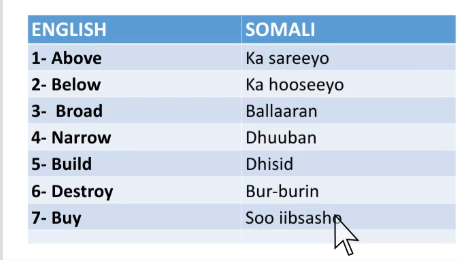 ENGLISH SOMALI
1- Above Ka sareeyo
2- Below Ka hooseeyo
3- Broad Ballaaran
4- Narrow Dhuuban
5- Build Dhisid
6- Destroy Bur-burin
7- Buy Soo iibsasho